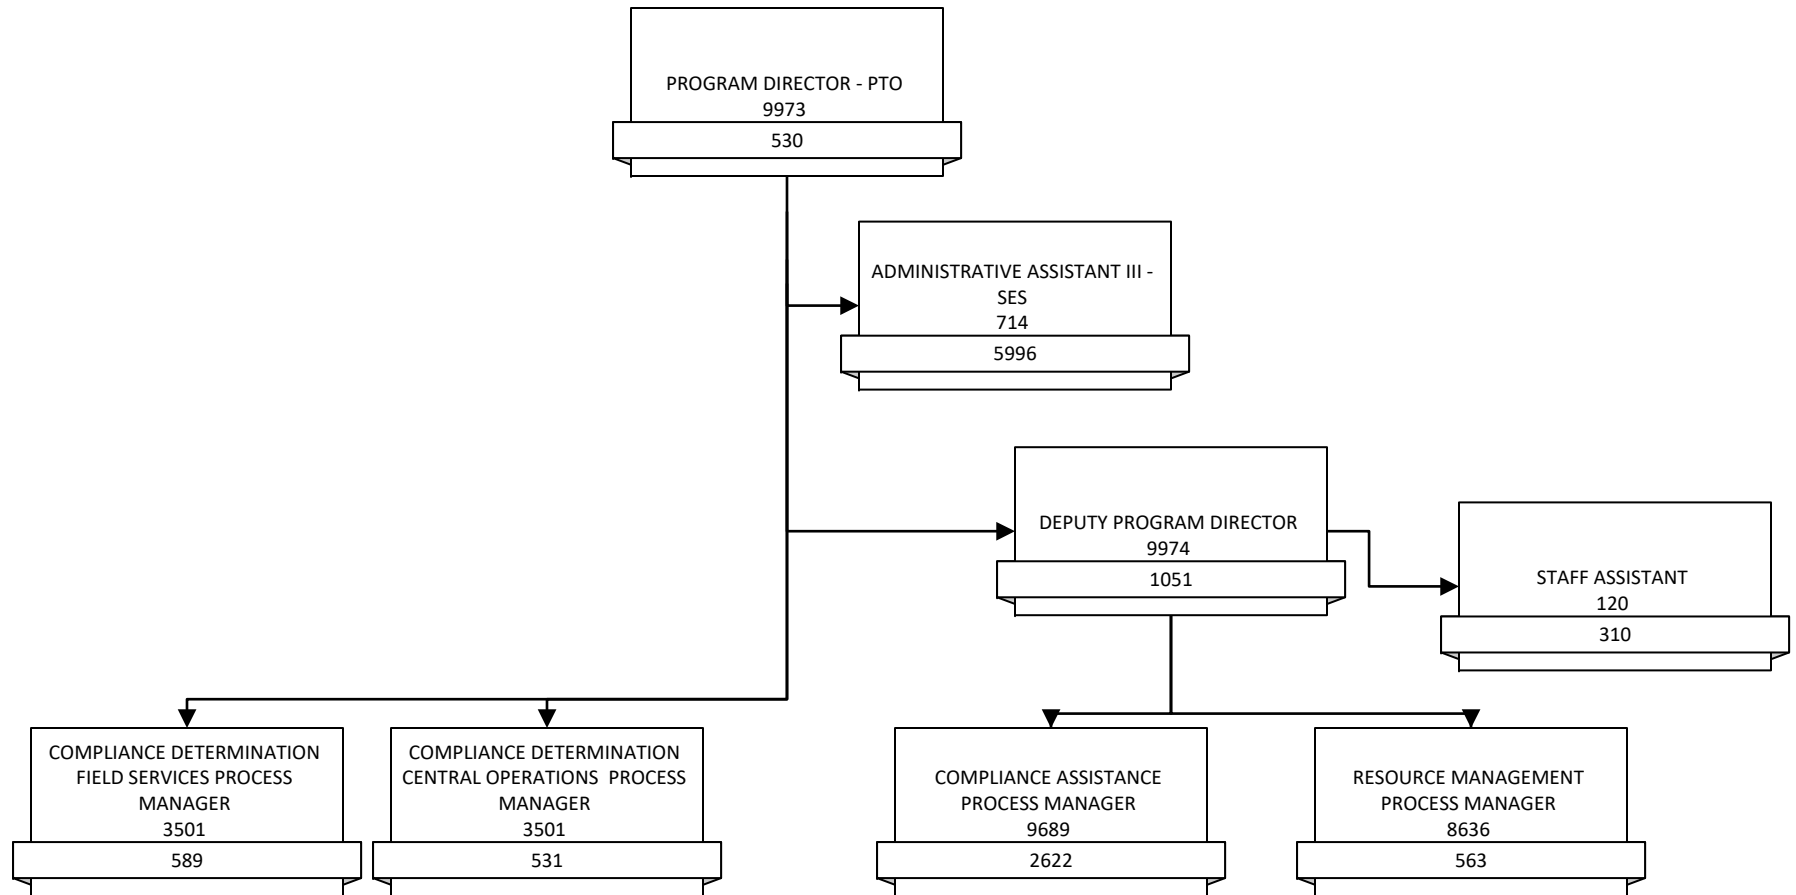 PROGRAM DIRECTOR - PTO
9973
530
ADMINISTRATIVE ASSISTANT III -
SES
714
5996
DEPUTY PROGRAM DIRECTOR
9974
1051
STAFF ASSISTANT
120
310
COMPLIANCE DETERMINATION
FIELD SERVICES PROCESS
MANAGER
3501
589
COMPLIANCE DETERMINATION
CENTRAL OPERATIONS  PROCESS
MANAGER
3501
531
COMPLIANCE ASSISTANCE
PROCESS MANAGER
9689
2622
RESOURCE MANAGEMENT
PROCESS MANAGER
8636
563